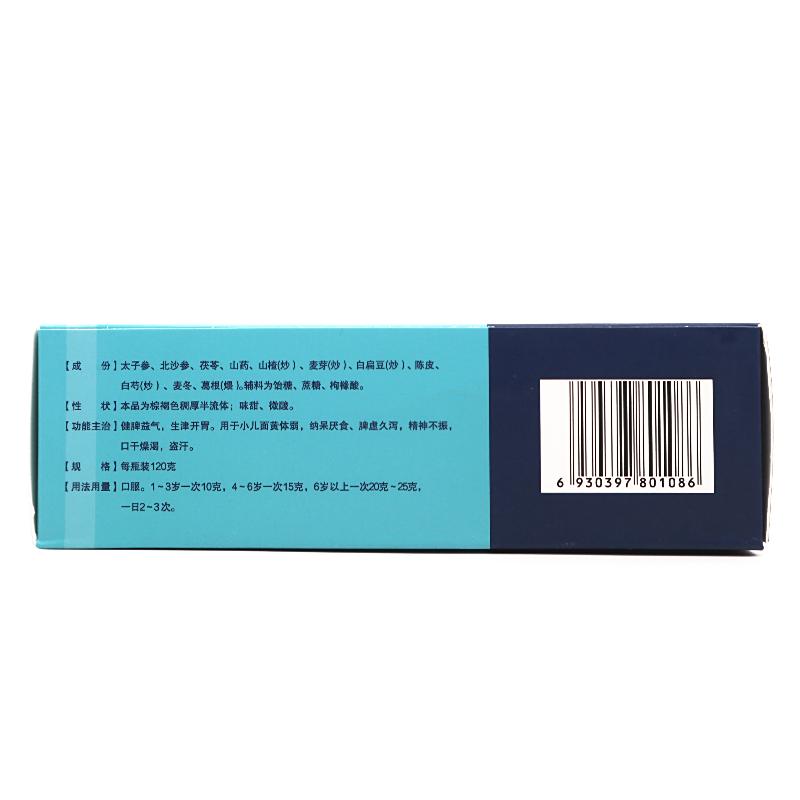 【成 份】太子参、北沙参、茯苓、山药、山楂(炒)、麦芽(炒)、白扁豆(炒)、陈皮、
白芍(炒)、麦冬、葛根(煨)。辅料为饴糖、蔗糖、枸橼酸。
【性 状】本品为棕褐色稠厚半流体；味甜、微酸。
【功能主治】健脾益气，生津开胃。用于小儿面黄体弱，纳呆厌食、脾虚久泻，精神不振，
口干燥渴，盗汗。
【规 格】每瓶装120克
【用法用量】口服。1~3岁一次10克，4~6岁一次15克，6岁以上一次20克~25克，
一日2~3次。
6 930397 801086